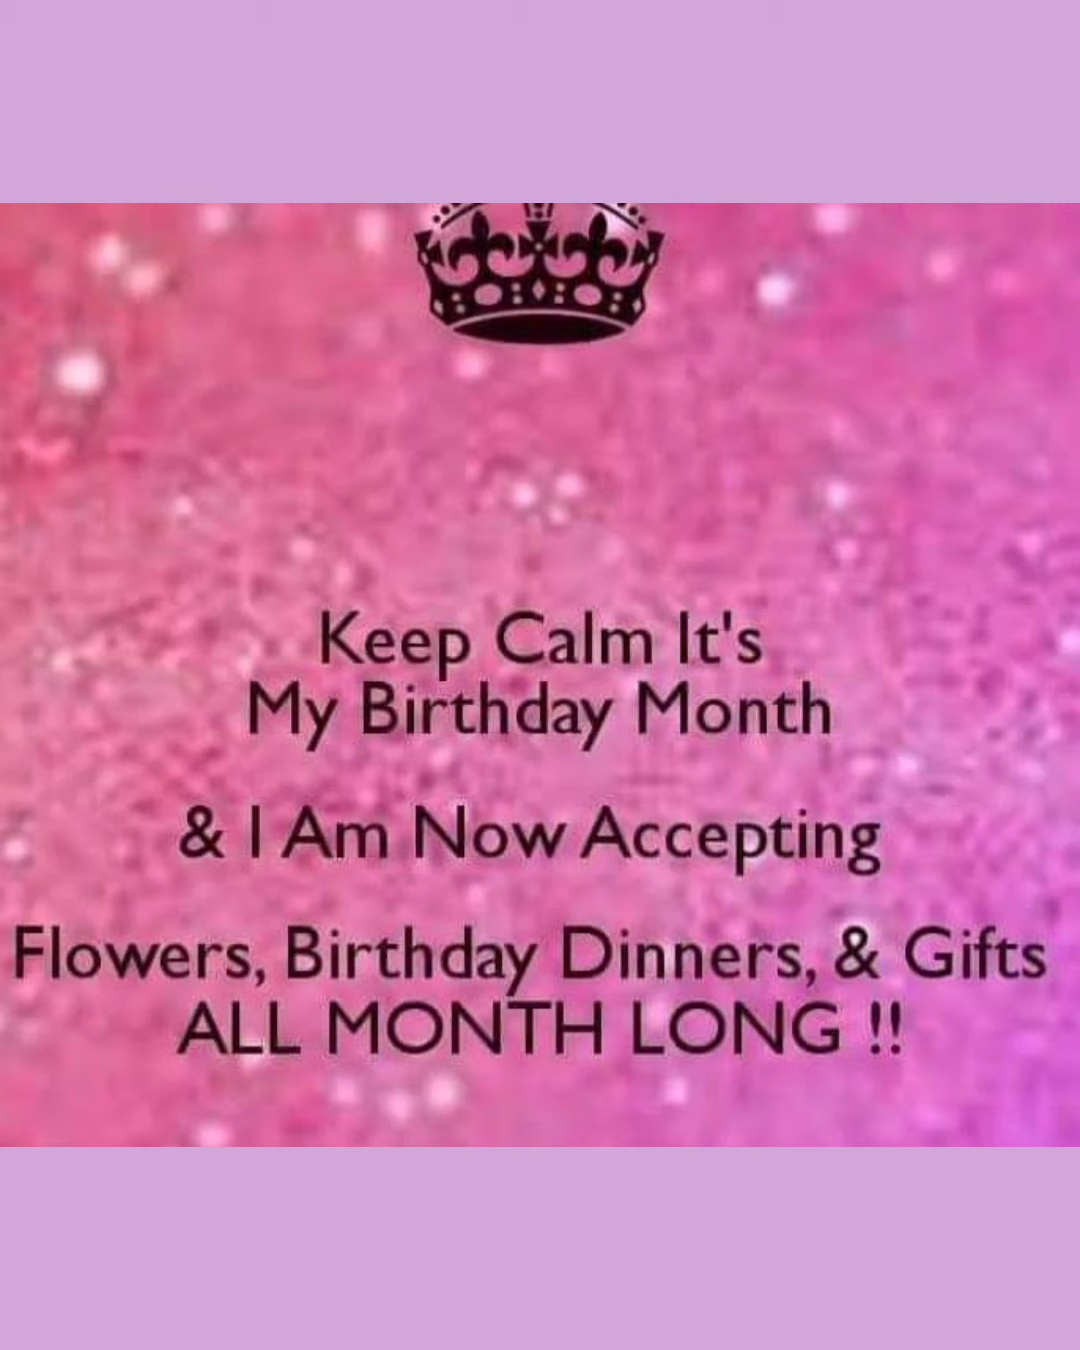 Keep Calm It's
My Birthday Month
& I Am Now Accepting
Flowers, Birthday Dinners, & Gifts
ALL MONTH LONG !!